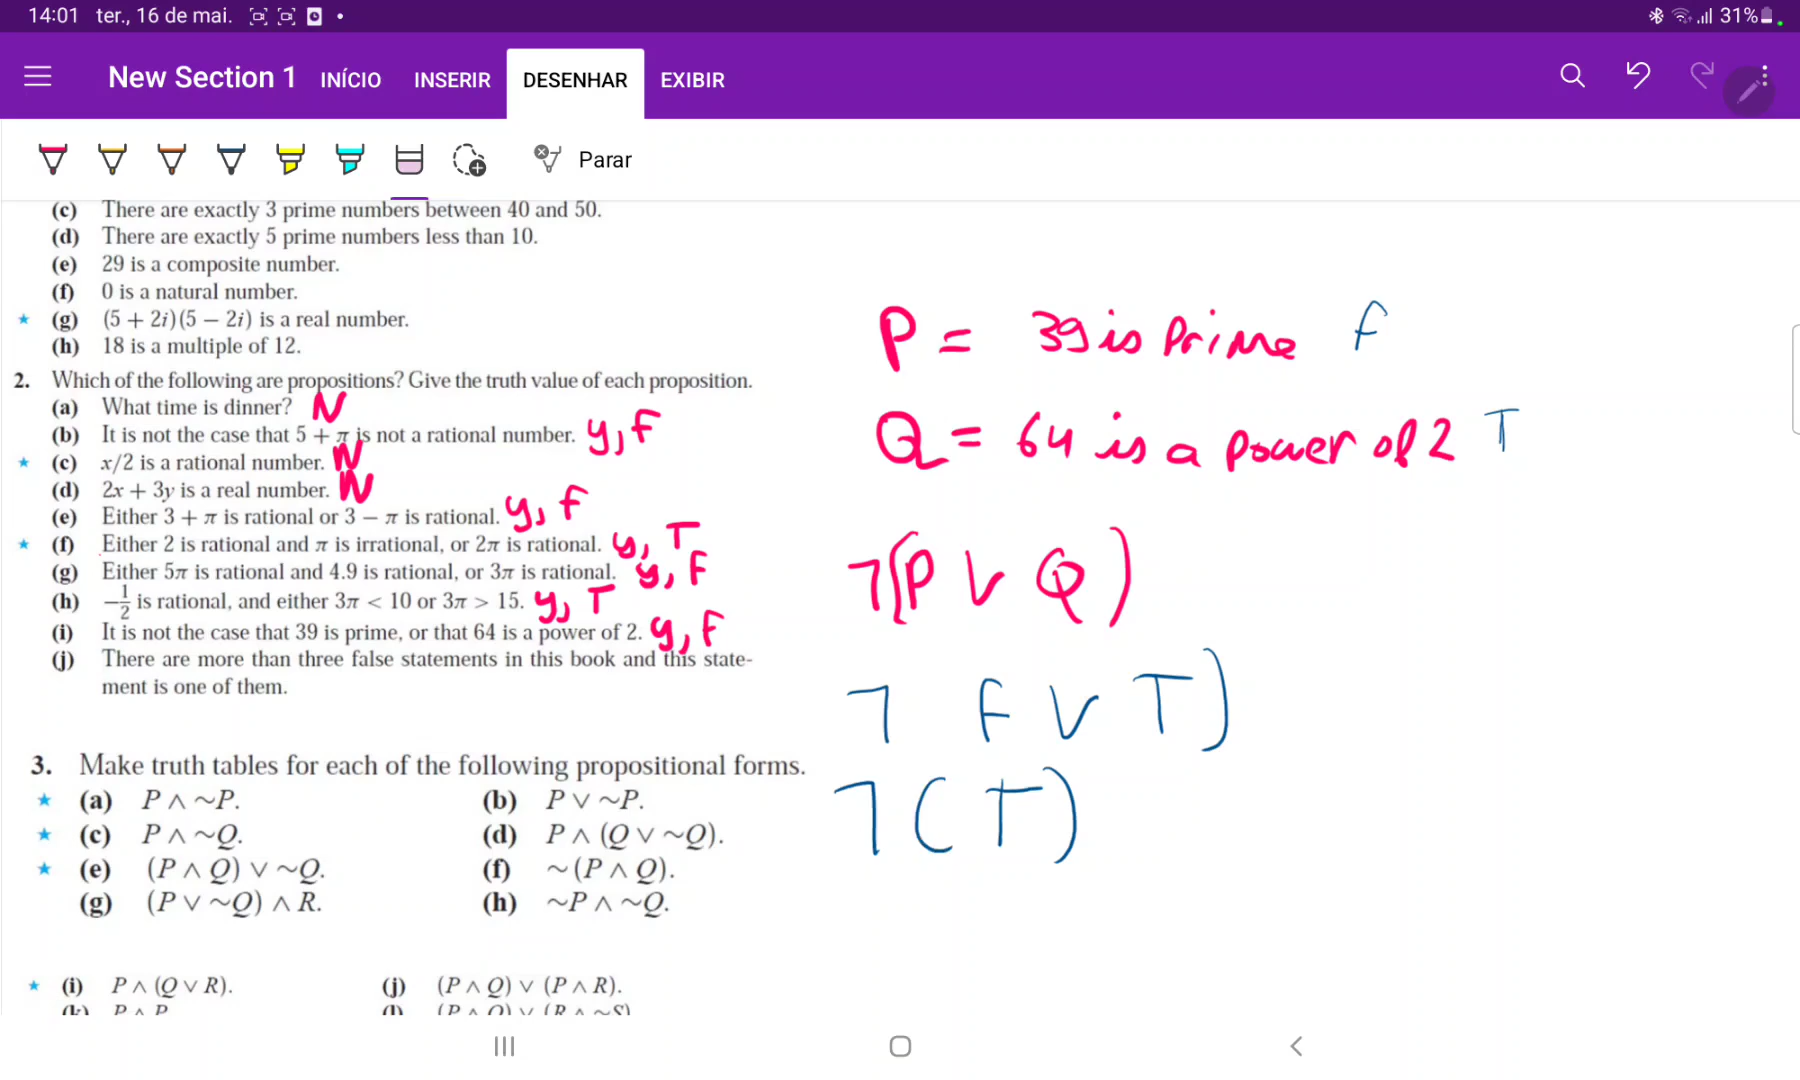 14:01 ter., 16 de mai. 31%
New Section 1 INÍCIO INSERIR DESENHAR EXIBIR
Parar
(c) There are exactly 3 prime numbers between 40 and 50.
(d) There are exactly 5 prime numbers less than 10.
(e) 29 is a composite number.
(f) 0 is a natural number.
★ (g) (5 + 2i)(5 − 2i) is a real number.
(h) 18 is a multiple of 12.
2. Which of the following are propositions? Give the truth value of each proposition.
(a) What time is dinner? N
(b) It is not the case that 5 + π is not a rational number. y, F
★ (c) x/2 is a rational number. N
(d) 2x + 3y is a real number. N
(e) Either 3 + π is rational or 3 − π is rational. y, F
★ (f) Either 2 is rational and π is irrational, or 2π is rational. y, T
(g) Either 5π is rational and 4.9 is rational, or 3π is rational. y, F
(h) −1/2 is rational, and either 3π < 10 or 3π > 15. y, T
(i) It is not the case that 39 is prime, or that 64 is a power of 2. y, F
(j) There are more than three false statements in this book and this state-
ment is one of them.
3. Make truth tables for each of the following propositional forms.
★ (a) P ∧ ~P. (b) P ∨ ~P.
★ (c) P ∧ ~Q. (d) P ∧ (Q ∨ ~Q).
★ (e) (P ∧ Q) ∨ ~Q. (f) ~(P ∧ Q).
(g) (P ∨ ~Q) ∧ R. (h) ~P ∧ ~Q.
★ (i) P ∧ (Q ∨ R). (j) (P ∧ Q) ∨ (P ∧ R).
(k) P ∧ P (l) (P ∧ Q) ∨ (R ∧ ~S)
P = 39 is Prime F
Q = 64 is a Power of 2 T
¬(P ∨ Q)
¬ F ∨ T)
¬(T)